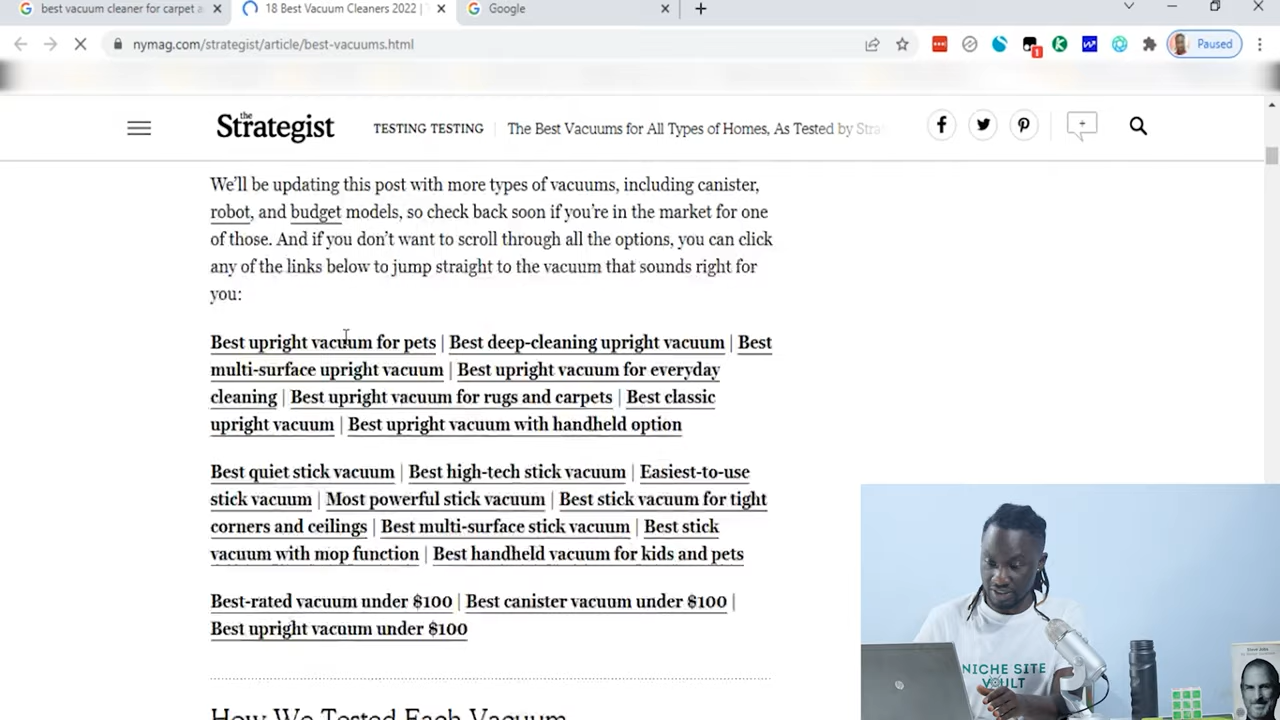 best vacuum cleaner for carpet a
18 Best Vacuum Cleaners 2022 |
Google
nymag.com/strategist/article/best-vacuums.html
1
Paused
the Strategist
TESTING TESTING
The Best Vacuums for All Types of Homes, As Tested by Stra
We'll be updating this post with more types of vacuums, including canister,
robot, and budget models, so check back soon if you're in the market for one
of those. And if you don't want to scroll through all the options, you can click
any of the links below to jump straight to the vacuum that sounds right for
you:
Best upright vacuum for pets | Best deep-cleaning upright vacuum | Best
multi-surface upright vacuum | Best upright vacuum for everyday
cleaning | Best upright vacuum for rugs and carpets | Best classic
upright vacuum | Best upright vacuum with handheld option
Best quiet stick vacuum | Best high-tech stick vacuum | Easiest-to-use
stick vacuum | Most powerful stick vacuum | Best stick vacuum for tight
corners and ceilings | Best multi-surface stick vacuum | Best stick
vacuum with mop function | Best handheld vacuum for kids and pets
Best-rated vacuum under $100 | Best canister vacuum under $100 |
Best upright vacuum under $100
How We Tested Each Vacuum
NICHE SITE
VAULT
Steve Jobs